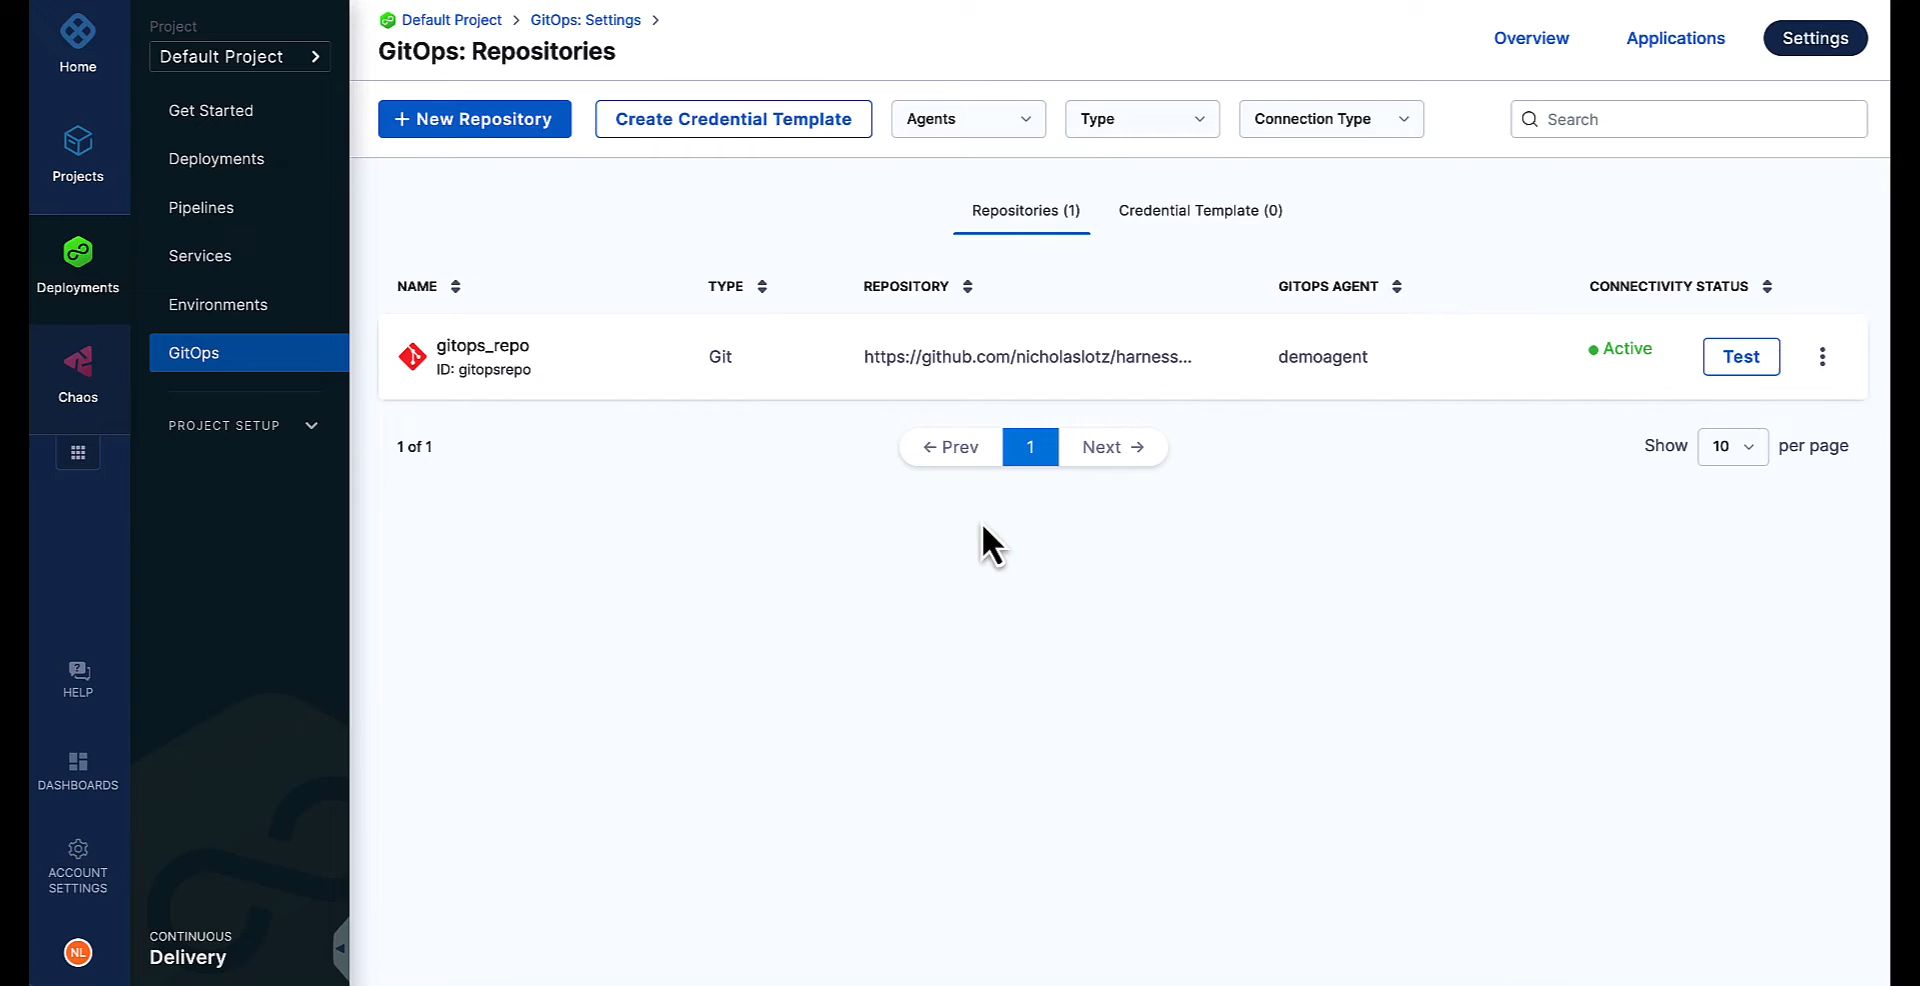 Home
Projects
Deployments
Chaos
HELP
DASHBOARDS
ACCOUNT
SETTINGS
NL
Project
Default Project
Get Started
Deployments
Pipelines
Services
Environments
GitOps
PROJECT SETUP
CONTINUOUS
Delivery
Default Project > GitOps: Settings >
GitOps: Repositories
Overview
Applications
Settings
+ New Repository
Create Credential Template
Agents
Type
Connection Type
Search
Repositories (1)
Credential Template (0)
NAME
TYPE
REPOSITORY
GITOPS AGENT
CONNECTIVITY STATUS
gitops_repo
ID: gitopsrepo
Git
https://github.com/nicholaslotz/harness...
demoagent
Active
Test
1 of 1
← Prev
1
Next →
Show 10 per page